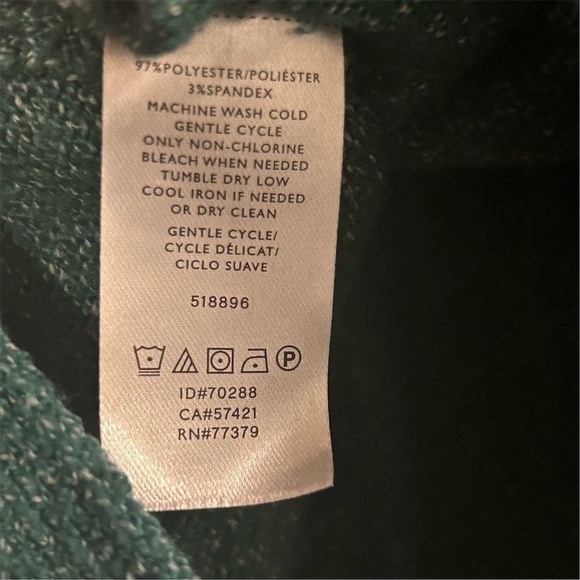 97%POLYESTER/POLIÉSTER
3%SPANDEX
MACHINE WASH COLD
GENTLE CYCLE
ONLY NON-CHLORINE
BLEACH WHEN NEEDED
TUMBLE DRY LOW
COOL IRON IF NEEDED
OR DRY CLEAN
GENTLE CYCLE/
CYCLE DÉLICAT/
CICLO SUAVE
518896
P
ID#70288
CA#57421
RN#77379